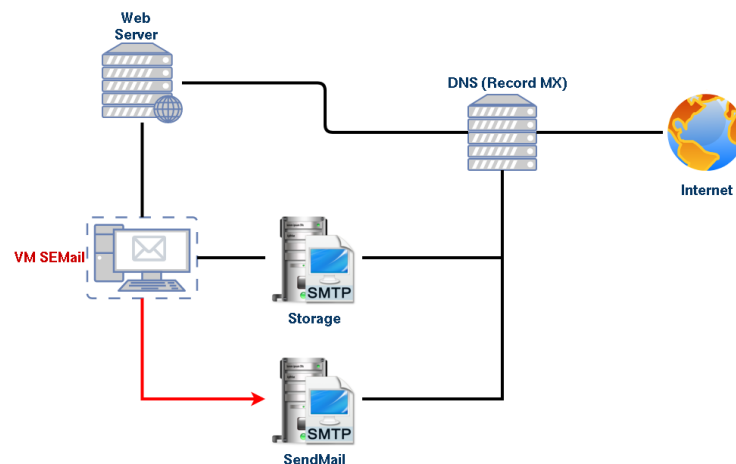 Web
Server
DNS (Record MX)
Internet
VM SEMail
SMTP
Storage
SMTP
SendMail